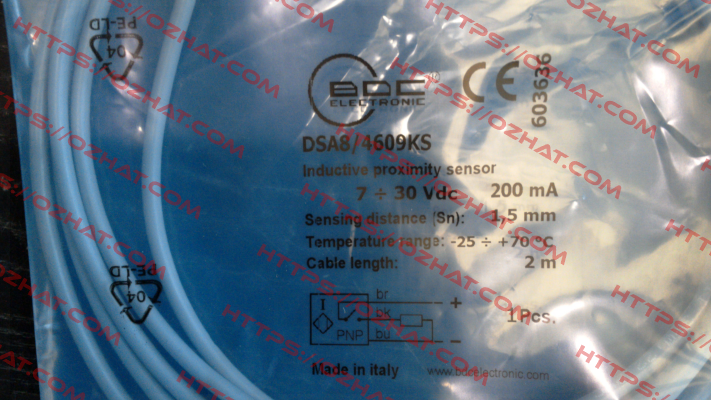 04
PE-LD
BDC
ELECTRONIC
CE
603636
DSA8/4609KS
Inductive proximity sensor
7 ÷ 30 Vdc 200 mA
Sensing distance (Sn): 1,5 mm
Temperature range: -25 ÷ +70°C
Cable length: 2 m
PE-LD
04
I br +
bk
PNP bu −
1 Pcs.
Made in italy www.bdcelectronic.com
HTTPS://OZHAT.COM